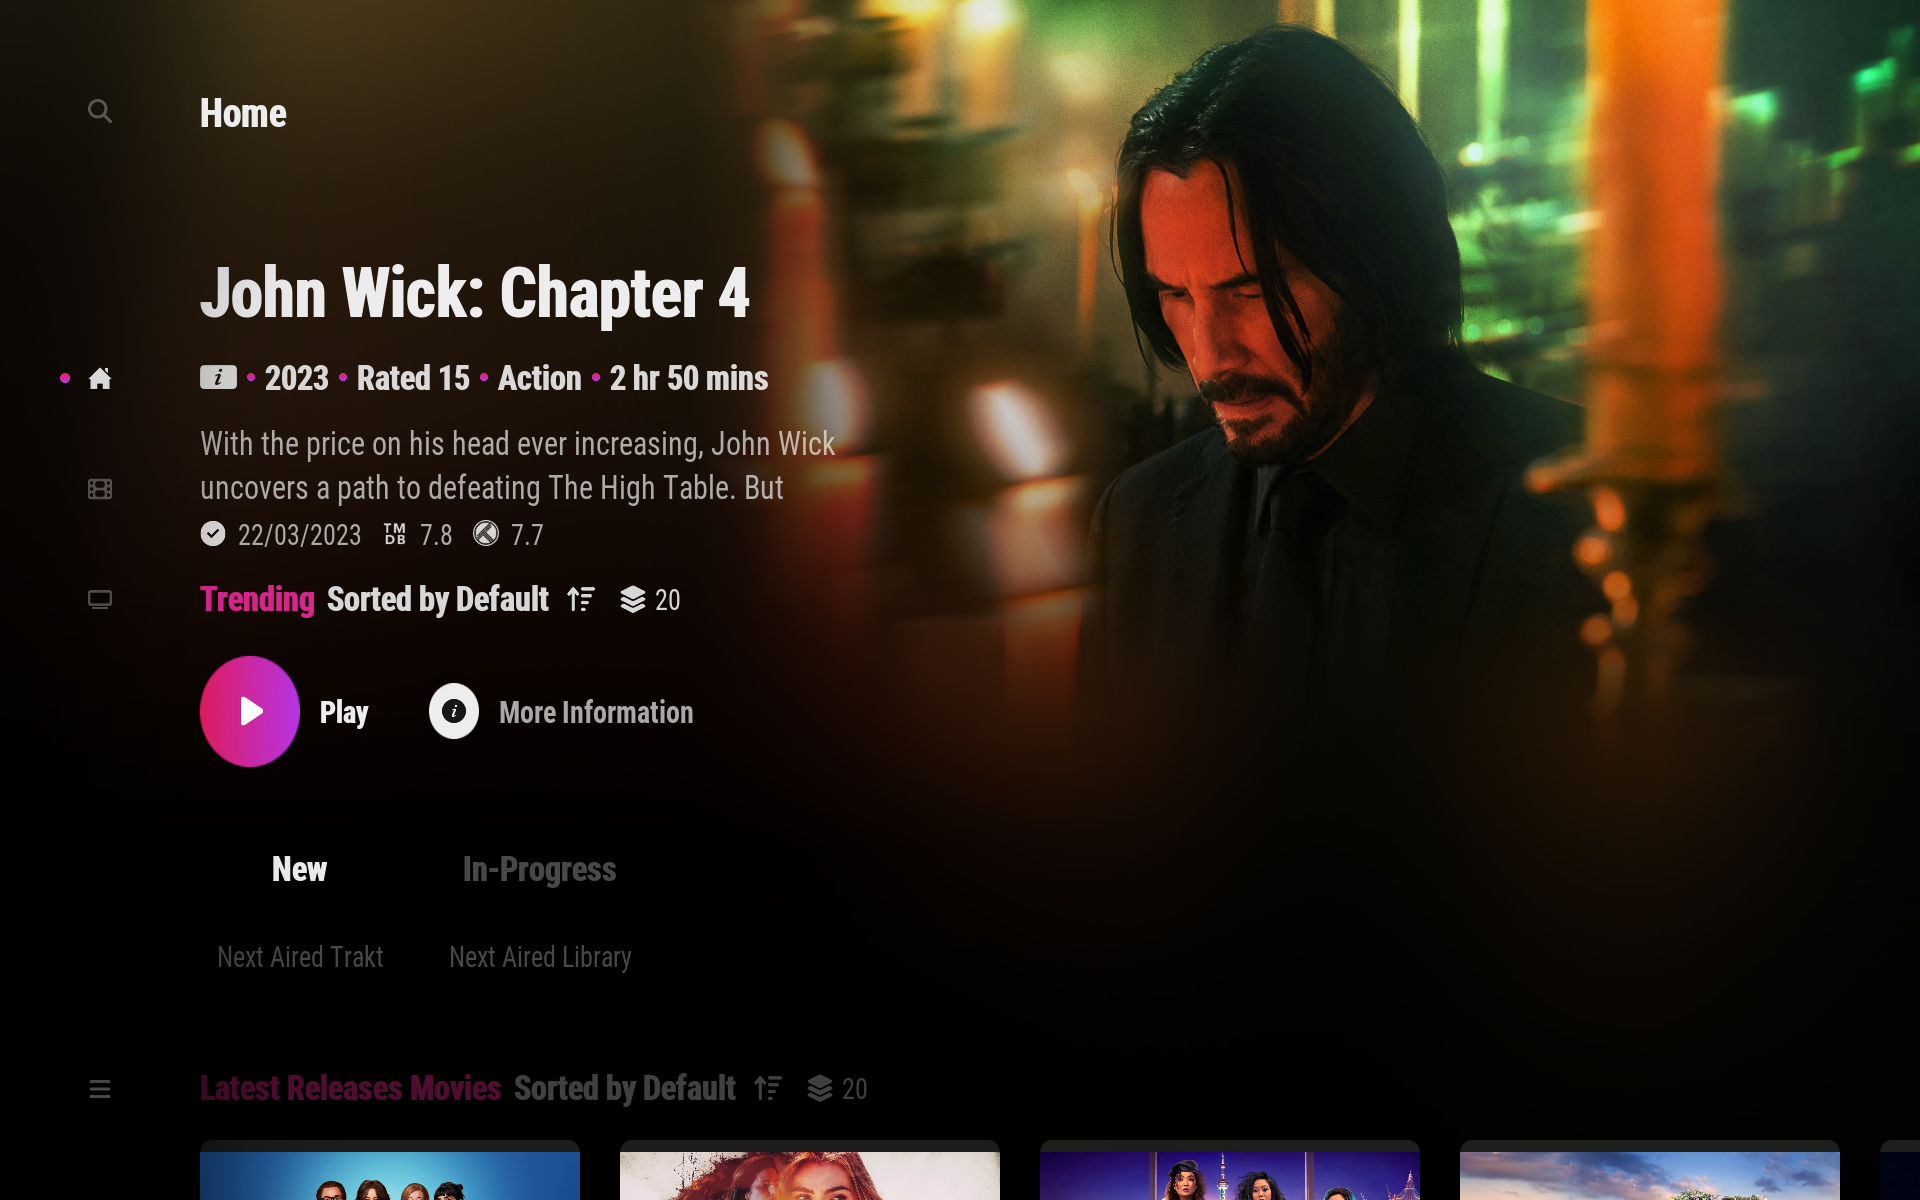 Home
John Wick: Chapter 4
i • 2023 • Rated 15 • Action • 2 hr 50 mins
With the price on his head ever increasing, John Wick
uncovers a path to defeating The High Table. But
22/03/2023 TMDB 7.8 7.7
Trending Sorted by Default 20
Play i More Information
New In-Progress
Next Aired Trakt Next Aired Library
Latest Releases Movies Sorted by Default 20